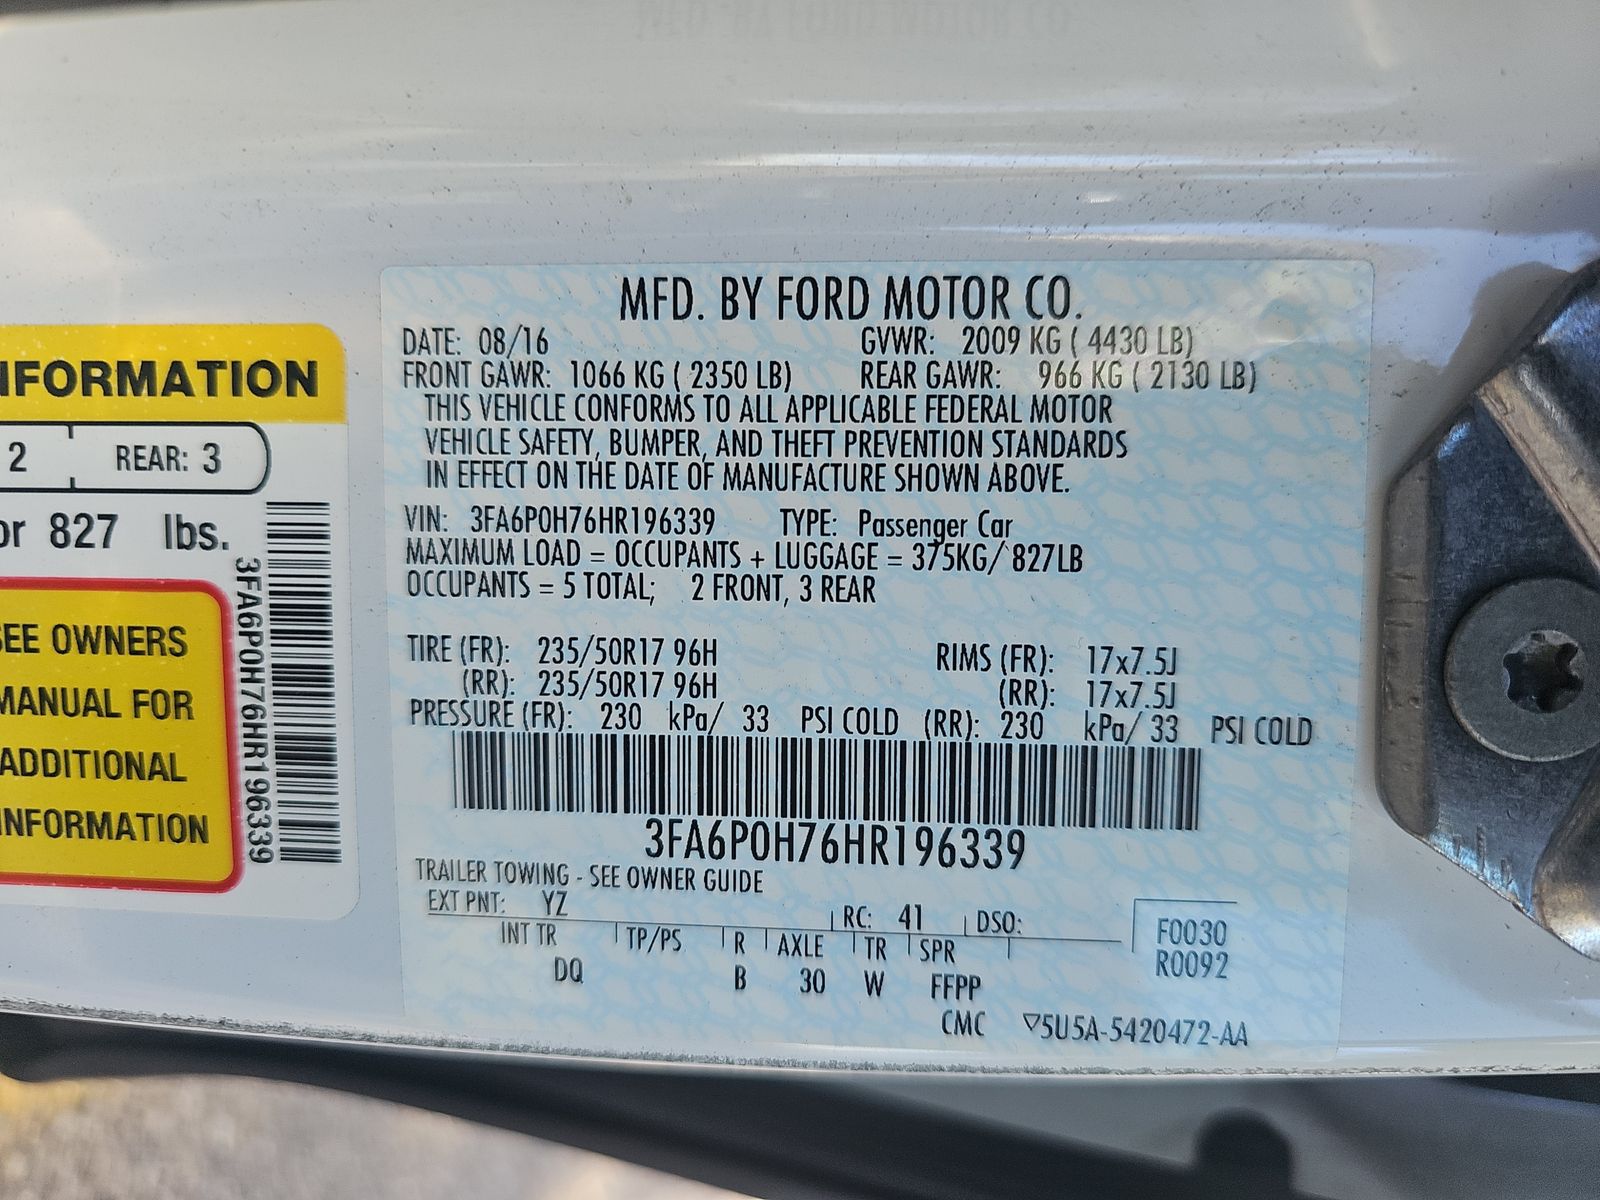 MFD. BY FORD MOTOR CO.
DATE: 08/16 GVWR: 2009 KG ( 4430 LB)
FRONT GAWR: 1066 KG ( 2350 LB) REAR GAWR: 966 KG ( 2130 LB)
THIS VEHICLE CONFORMS TO ALL APPLICABLE FEDERAL MOTOR
VEHICLE SAFETY, BUMPER, AND THEFT PREVENTION STANDARDS
IN EFFECT ON THE DATE OF MANUFACTURE SHOWN ABOVE.
VIN: 3FA6P0H76HR196339 TYPE: Passenger Car
MAXIMUM LOAD = OCCUPANTS + LUGGAGE = 375KG/ 827LB
OCCUPANTS = 5 TOTAL; 2 FRONT, 3 REAR
TIRE (FR): 235/50R17 96H RIMS (FR): 17x7.5J
(RR): 235/50R17 96H (RR): 17x7.5J
PRESSURE (FR): 230 kPa/ 33 PSI COLD (RR): 230 kPa/ 33 PSI COLD
3FA6P0H76HR196339
TRAILER TOWING - SEE OWNER GUIDE
EXT PNT: YZ RC: 41 DSO:
INT TR TP/PS R AXLE TR SPR
DQ B 30 W FFPP
F0030
R0092
CMC ▽5U5A-5420472-AA
NFORMATION
2 REAR: 3
or 827 lbs.
SEE OWNERS
MANUAL FOR
ADDITIONAL
INFORMATION
3FA6P0H76HR196339